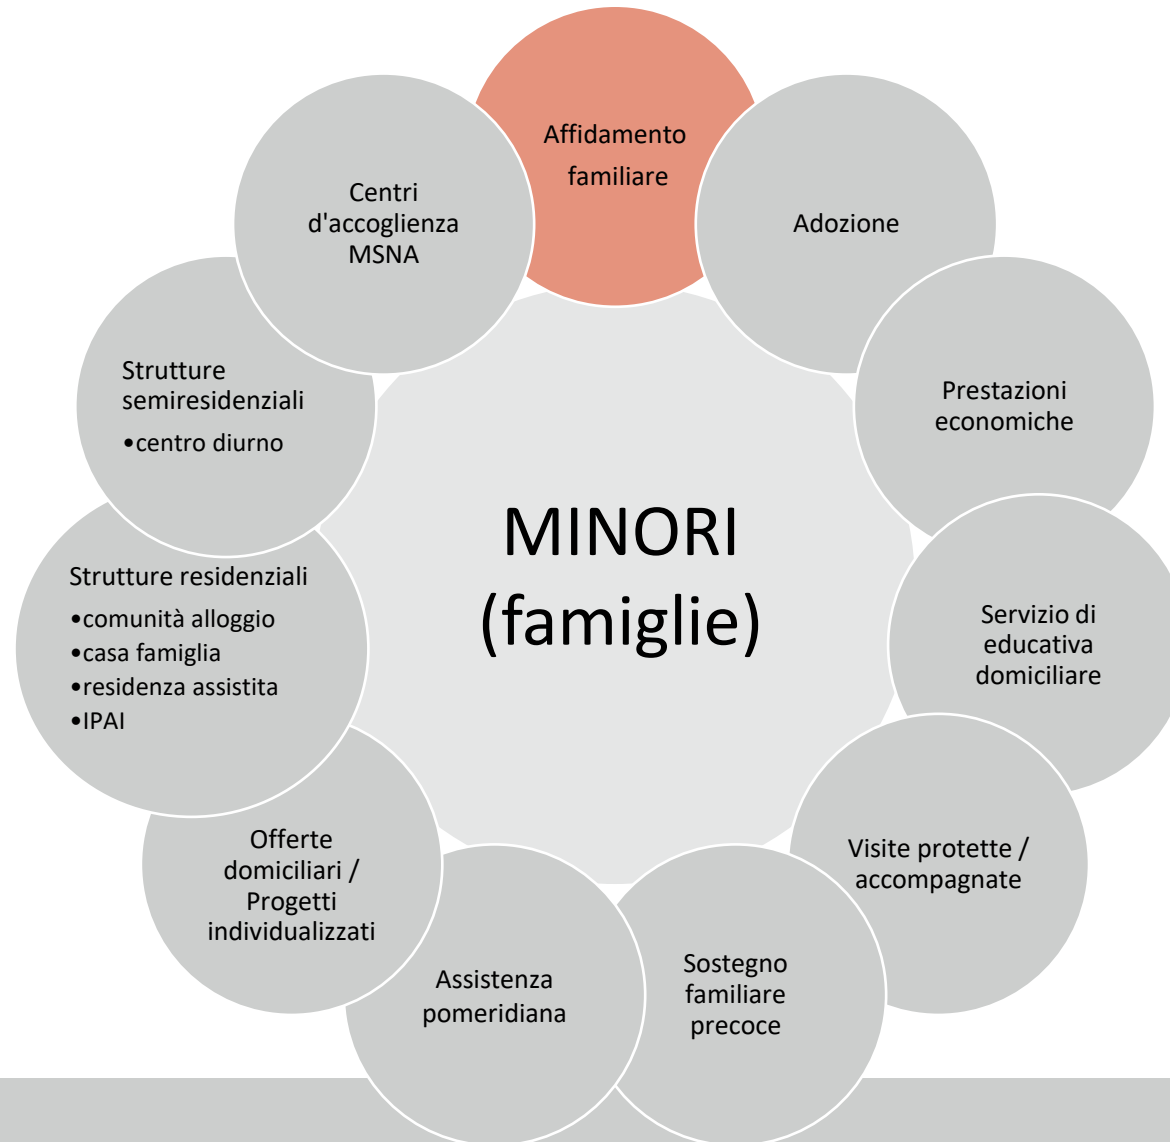 Affidamento
familiare
Adozione
Prestazioni
economiche
Servizio di
educativa
domiciliare
Visite protette /
accompagnate
Sostegno
familiare
precoce
Assistenza
pomeridiana
Offerte
domiciliari /
Progetti
individualizzati
Strutture residenziali
•comunità alloggio
•casa famiglia
•residenza assistita
•IPAI
Strutture
semiresidenziali
•centro diurno
Centri
d'accoglienza
MSNA
MINORI
(famiglie)